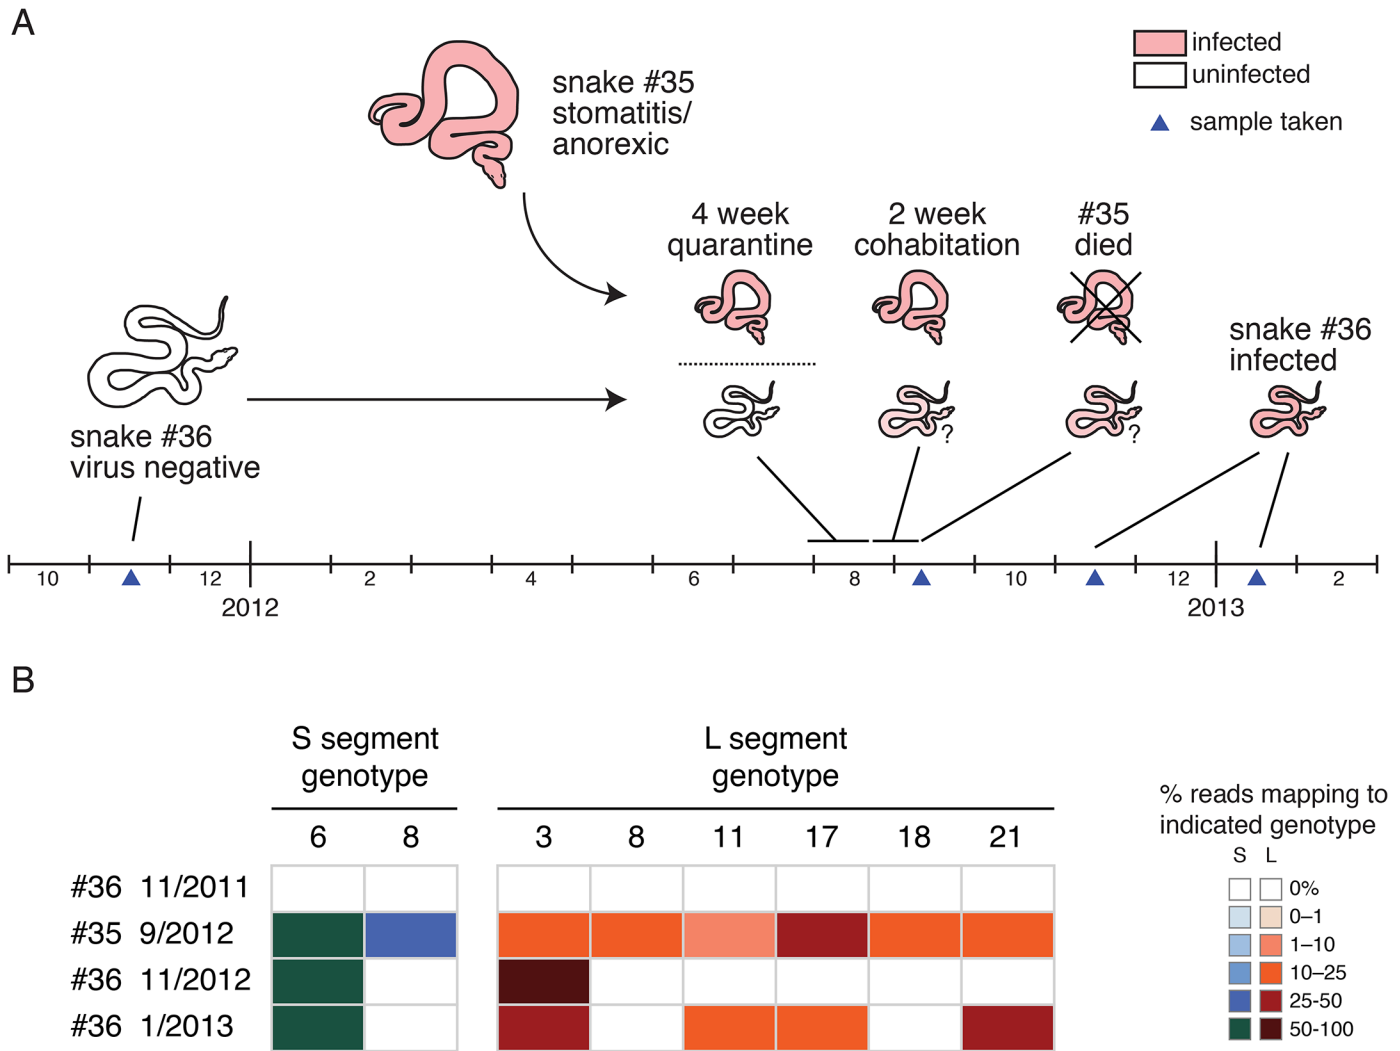 A
infected
uninfected
sample taken
snake #35
stomatitis/
anorexic
4 week
quarantine
2 week
cohabitation
#35
died
snake #36
infected
snake #36
virus negative
?
?
10
12
2
4
6
8
10
12
2
2012
2013
B
S segment
genotype
L segment
genotype
% reads mapping to
indicated genotype
S L
6 8 3 8 11 17 18 21
#36 11/2011
#35 9/2012
#36 11/2012
#36 1/2013
0%
0–1
1–10
10–25
25-50
50-100